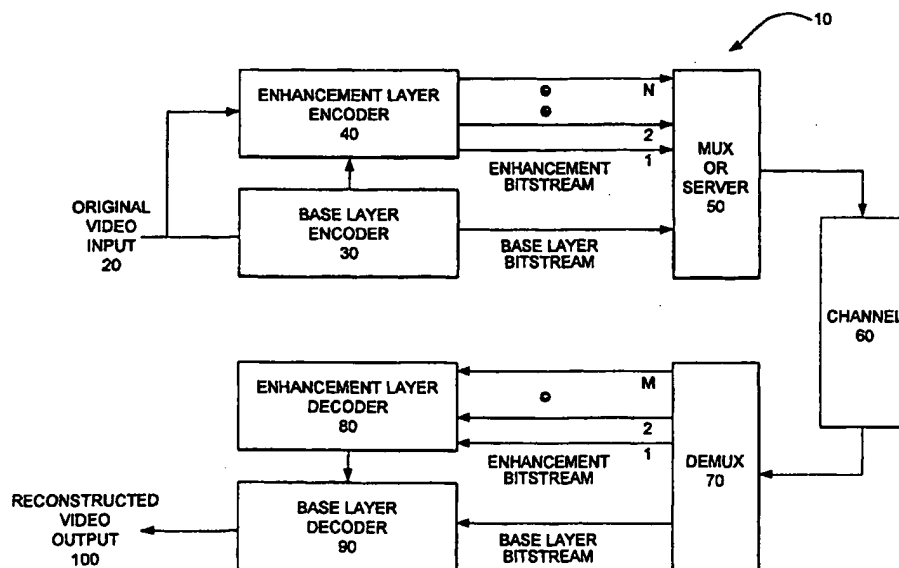 10
ENHANCEMENT LAYER
ENCODER
40
N
2
1
ENHANCEMENT
BITSTREAM
MUX
OR
SERVER
50
ORIGINAL
VIDEO
INPUT
20
BASE LAYER
ENCODER
30
BASE LAYER
BITSTREAM
CHANNEL
60
ENHANCEMENT LAYER
DECODER
80
M
2
1
ENHANCEMENT
BITSTREAM
DEMUX
70
RECONSTRUCTED
VIDEO
OUTPUT
100
BASE LAYER
DECODER
90
BASE LAYER
BITSTREAM